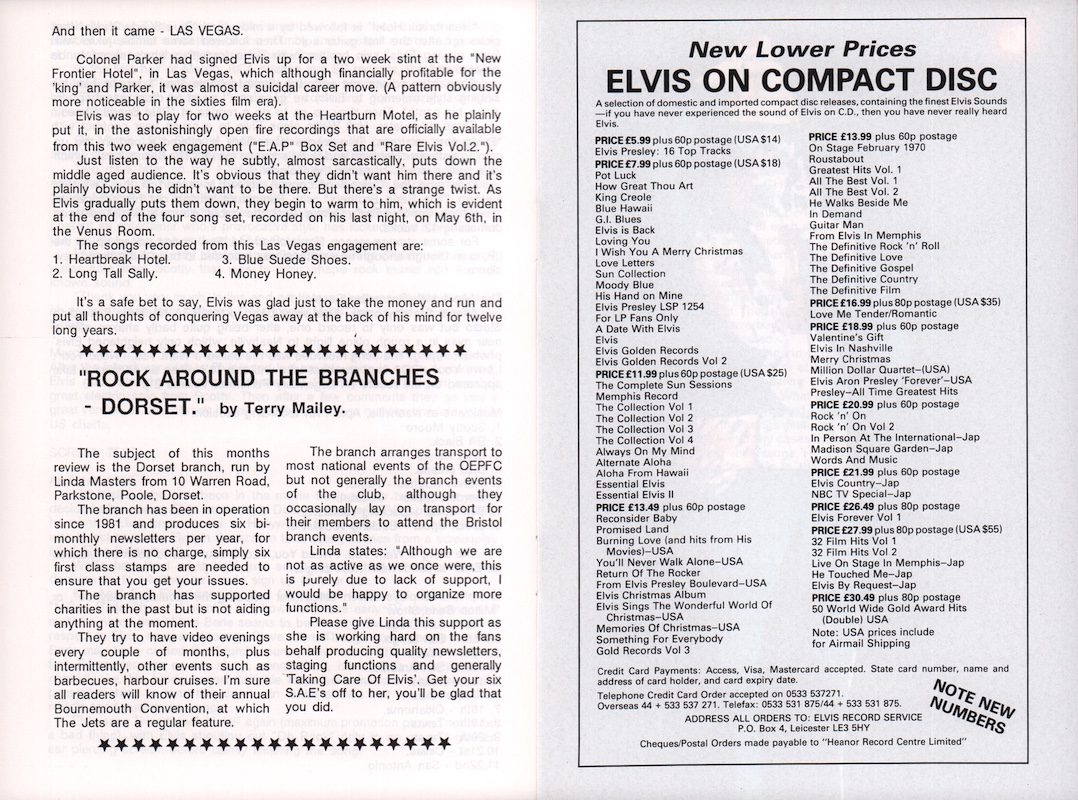 And then it came - LAS VEGAS.
Colonel Parker had signed Elvis up for a two week stint at the "New
Frontier Hotel", in Las Vegas, which although financially profitable for the
'king' and Parker, it was almost a suicidal career move. (A pattern obviously
more noticeable in the sixties film era).
Elvis was to play for two weeks at the Heartburn Motel, as he plainly
put it, in the astonishingly open fire recordings that are officially available
from this two week engagement ("E.A.P" Box Set and "Rare Elvis Vol.2.").
Just listen to the way he subtly, almost sarcastically, puts down the
middle aged audience. It's obvious that they didn't want him there and it's
plainly obvious he didn't want to be there. But there's a strange twist. As
Elvis gradually puts them down, they begin to warm to him, which is evident
at the end of the four song set, recorded on his last night, on May 6th, in
the Venus Room.
The songs recorded from this Las Vegas engagement are:
1. Heartbreak Hotel. 3. Blue Suede Shoes.
2. Long Tall Sally. 4. Money Honey.
It's a safe bet to say, Elvis was glad just to take the money and run and
put all thoughts of conquering Vegas away at the back of his mind for twelve
long years.
"ROCK AROUND THE BRANCHES
- DORSET." by Terry Mailey.
The subject of this months
review is the Dorset branch, run by
Linda Masters from 10 Warren Road,
Parkstone, Poole, Dorset.
The branch has been in operation
since 1981 and produces six bi-
monthly newsletters per year, for
which there is no charge, simply six
first class stamps are needed to
ensure that you get your issues.
The branch has supported
charities in the past but is not aiding
anything at the moment.
They try to have video evenings
every couple of months, plus
intermittently, other events such as
barbecues, harbour cruises. I'm sure
all readers will know of their annual
Bournemouth Convention, at which
The Jets are a regular feature.
The branch arranges transport to
most national events of the OEPFC
but not generally the branch events
of the club, although they
occasionally lay on transport for
their members to attend the Bristol
branch events.
Linda states: "Although we are
not as active as we once were, this
is purely due to lack of support, I
would be happy to organize more
functions."
Please give Linda this support as
she is working hard on the fans
behalf producing quality newsletters,
staging functions and generally
'Taking Care Of Elvis'. Get your six
S.A.E's off to her, you'll be glad that
you did.
New Lower Prices
ELVIS ON COMPACT DISC
A selection of domestic and imported compact disc releases, containing the finest Elvis Sounds
—if you have never experienced the sound of Elvis on C.D., then you have never really heard
Elvis.
PRICE £5.99 plus 60p postage (USA $14)
Elvis Presley: 16 Top Tracks
PRICE £7.99 plus 60p postage (USA $18)
Pot Luck
How Great Thou Art
King Creole
Blue Hawaii
G.I. Blues
Elvis is Back
Loving You
I Wish You A Merry Christmas
Love Letters
Sun Collection
Moody Blue
His Hand on Mine
Elvis Presley LSP 1254
For LP Fans Only
A Date With Elvis
Elvis
Elvis Golden Records
Elvis Golden Records Vol 2
PRICE £11.99 plus 60p postage (USA $25)
The Complete Sun Sessions
Memphis Record
The Collection Vol 1
The Collection Vol 2
The Collection Vol 3
The Collection Vol 4
Always On My Mind
Alternate Aloha
Aloha From Hawaii
Essential Elvis
Essential Elvis II
PRICE £13.49 plus 60p postage
Reconsider Baby
Promised Land
Burning Love (and hits from His
Movies)–USA
You'll Never Walk Alone–USA
Return Of The Rocker
From Elvis Presley Boulevard–USA
Elvis Christmas Album
Elvis Sings The Wonderful World Of
Christmas–USA
Memories Of Christmas–USA
Something For Everybody
Gold Records Vol 3
PRICE £13.99 plus 60p postage
On Stage February 1970
Roustabout
Greatest Hits Vol. 1
All The Best Vol. 1
All The Best Vol. 2
He Walks Beside Me
In Demand
Guitar Man
From Elvis In Memphis
The Definitive Rock 'n' Roll
The Definitive Love
The Definitive Gospel
The Definitive Country
The Definitive Film
PRICE £16.99 plus 80p postage (USA $35)
Love Me Tender/Romantic
PRICE £18.99 plus 60p postage
Valentine's Gift
Elvis In Nashville
Merry Christmas
Million Dollar Quartet–(USA)
Elvis Aron Presley 'Forever'–USA
Presley–All Time Greatest Hits
PRICE £20.99 plus 60p postage
Rock 'n' On
Rock 'n' On Vol 2
In Person At The International–Jap
Madison Square Garden–Jap
Words And Music
PRICE £21.99 plus 60p postage
Elvis Country–Jap
NBC TV Special–Jap
PRICE £26.49 plus 80p postage
Elvis Forever Vol 1
PRICE £27.99 plus 80p postage (USA $55)
32 Film Hits Vol 1
32 Film Hits Vol 2
Live On Stage In Memphis–Jap
He Touched Me–Jap
Elvis By Request–Jap
PRICE £30.49 plus 80p postage
50 World Wide Gold Award Hits
(Double) USA
Note: USA prices include
for Airmail Shipping
Credit Card Payments: Access, Visa, Mastercard accepted. State card number, name and
address of card holder, and card expiry date.
Telephone Credit Card Order accepted on 0533 537271.
Overseas 44 + 533 537 271. Telefax: 0533 531 875/44 + 533 531 875.
NOTE NEW
NUMBERS
ADDRESS ALL ORDERS TO: ELVIS RECORD SERVICE
P.O. Box 4, Leicester LE3 5HY
Cheques/Postal Orders made payable to "Heanor Record Centre Limited"